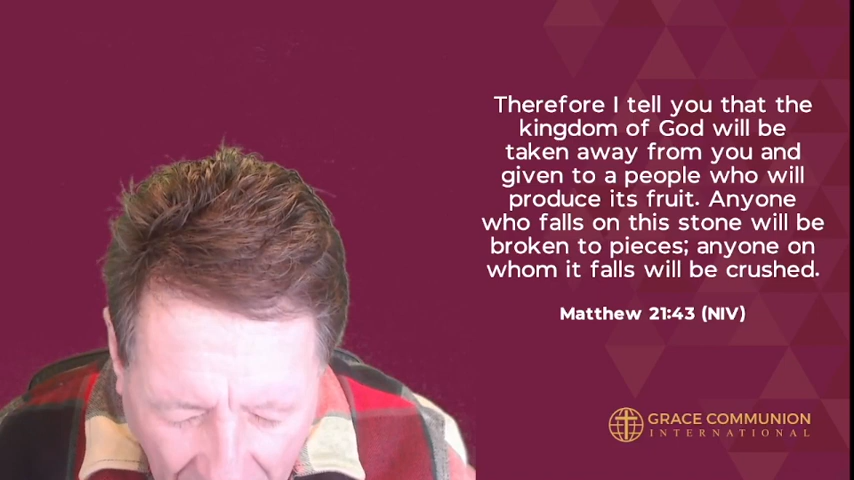 Therefore I tell you that the
kingdom of God will be
taken away from you and
given to a people who will
produce its fruit. Anyone
who falls on this stone will be
broken to pieces; anyone on
whom it falls will be crushed.
Matthew 21:43 (NIV)
GRACE COMMUNION
INTERNATIONAL